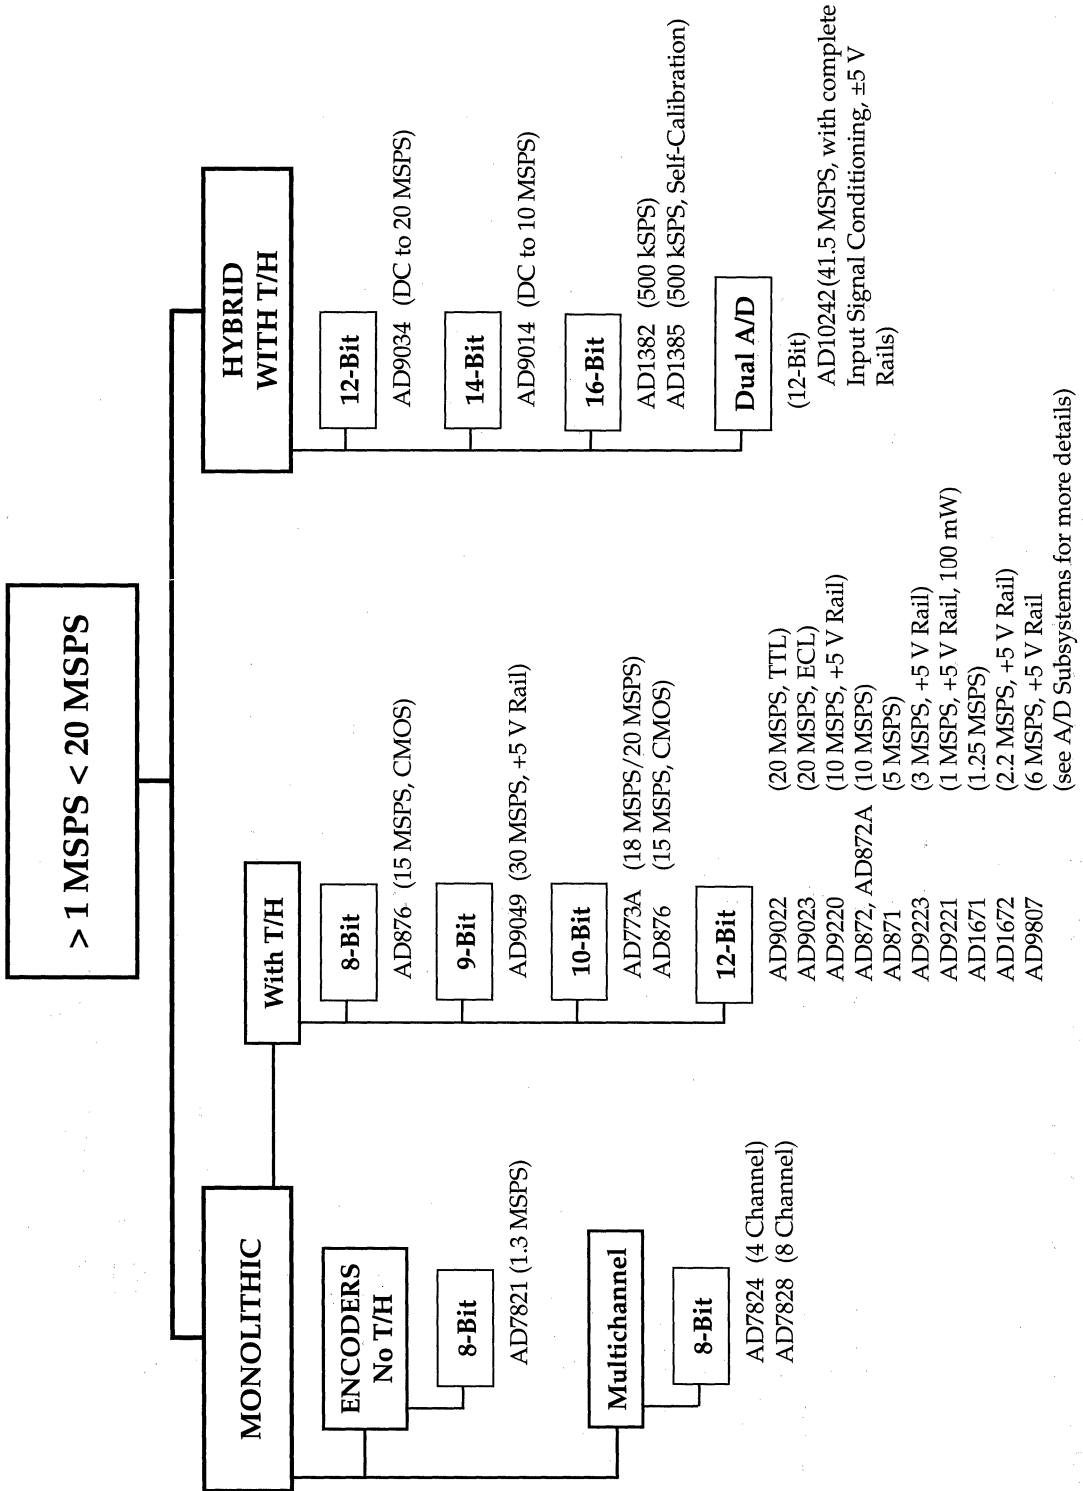 > 1 MSPS < 20 MSPS
MONOLITHIC
ENCODERS
No T/H
8-Bit
AD7821 (1.3 MSPS)
Multichannel
8-Bit
AD7824 (4 Channel)
AD7828 (8 Channel)
With T/H
8-Bit
AD876 (15 MSPS, CMOS)
9-Bit
AD9049 (30 MSPS, +5 V Rail)
10-Bit
AD773A (18 MSPS/20 MSPS)
AD876 (15 MSPS, CMOS)
12-Bit
AD9022 (20 MSPS, TTL)
AD9023 (20 MSPS, ECL)
AD9220 (10 MSPS, +5 V Rail)
AD872, AD872A (10 MSPS)
AD871 (5 MSPS)
AD9223 (3 MSPS, +5 V Rail)
AD9221 (1 MSPS, +5 V Rail, 100 mW)
AD1671 (1.25 MSPS)
AD1672 (2.2 MSPS, +5 V Rail)
AD9807 (6 MSPS, +5 V Rail
(see A/D Subsystems for more details)
HYBRID
WITH T/H
12-Bit
AD9034 (DC to 20 MSPS)
14-Bit
AD9014 (DC to 10 MSPS)
16-Bit
AD1382 (500 kSPS)
AD1385 (500 kSPS, Self-Calibration)
Dual A/D
(12-Bit)
AD10242 (41.5 MSPS, with complete
Input Signal Conditioning, ±5 V
Rails)